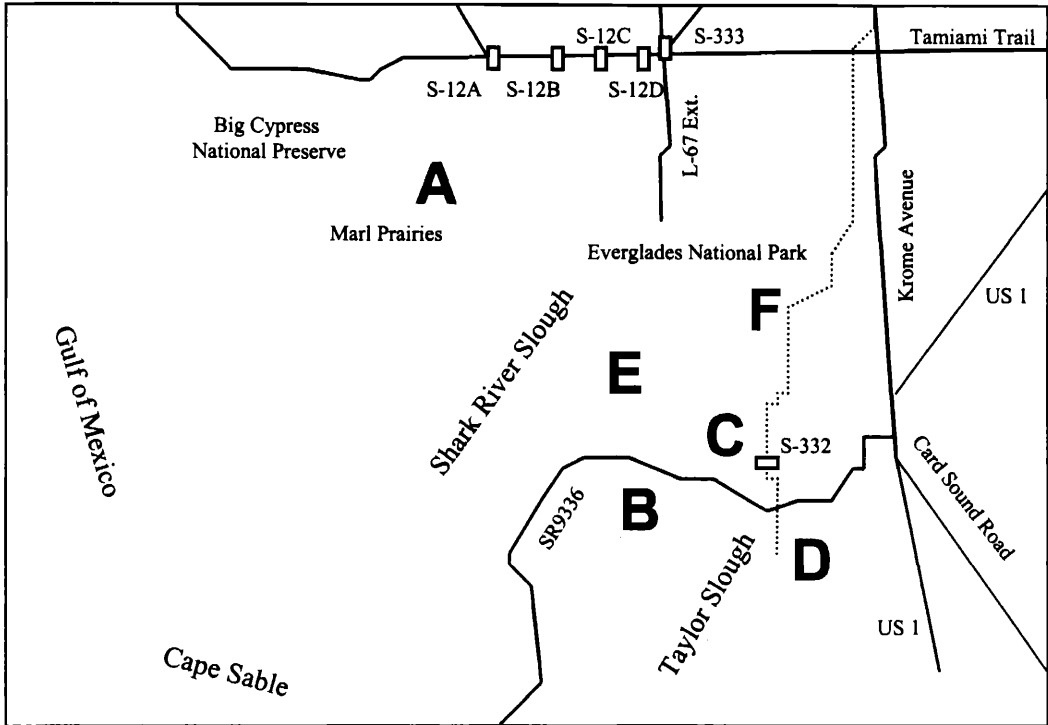 S-12C
S-333
Tamiami Trail
S-12A
S-12B
S-12D
L-67 Ext.
Big Cypress
National Preserve
A
Marl Prairies
Everglades National Park
Krome Avenue
US 1
F
Gulf of Mexico
Shark River Slough
E
C
S-332
Card Sound Road
SR9336
B
Taylor Slough
D
US 1
Cape Sable